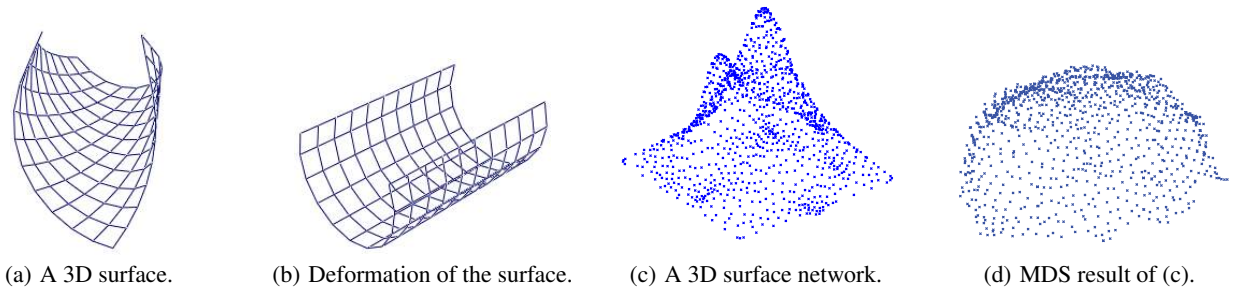 (a) A 3D surface.
(b) Deformation of the surface.
(c) A 3D surface network.
(d) MDS result of (c).